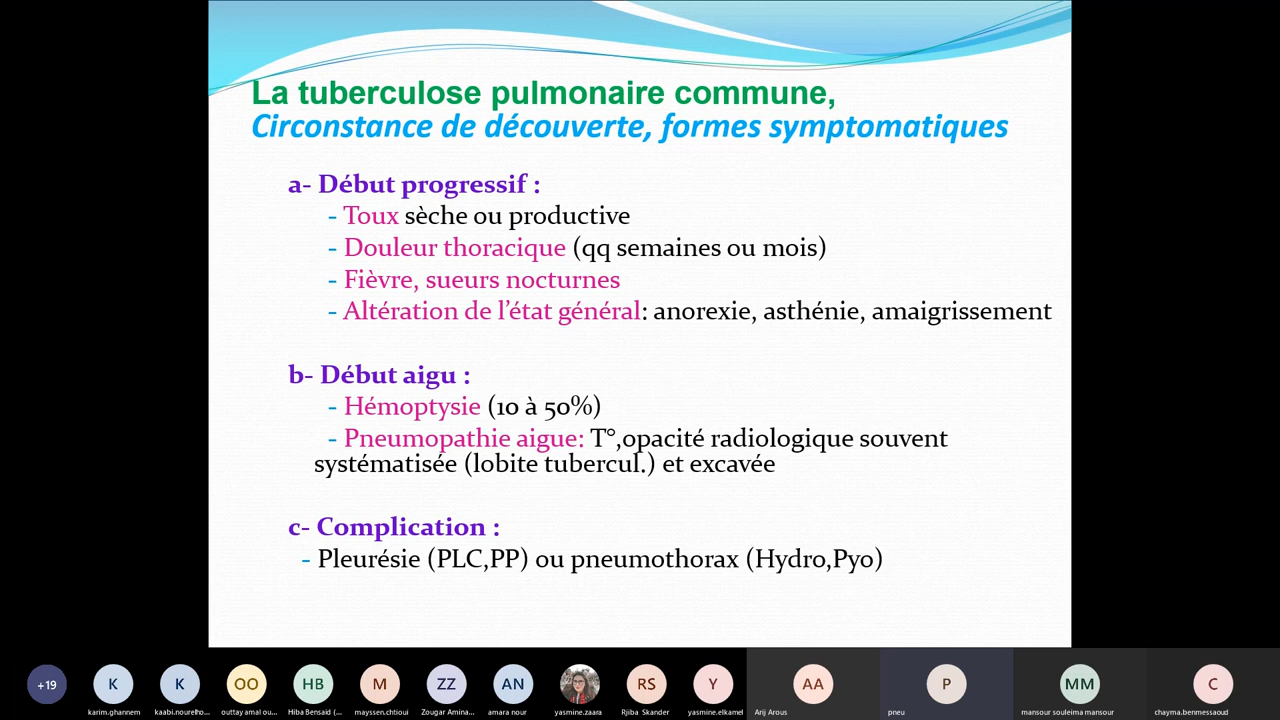 La tuberculose pulmonaire commune,
Circonstance de découverte, formes symptomatiques
a- Début progressif :
- Toux sèche ou productive
- Douleur thoracique (qq semaines ou mois)
- Fièvre, sueurs nocturnes
- Altération de l’état général: anorexie, asthénie, amaigrissement
b- Début aigu :
- Hémoptysie (10 à 50%)
- Pneumopathie aigue: T°,opacité radiologique souvent
systématisée (lobite tubercul.) et excavée
c- Complication :
- Pleurésie (PLC,PP) ou pneumothorax (Hydro,Pyo)
+19 K K OO HB M ZZ AN RS Y AA P MM C
karim.ghannem kaabi.nourelho... outtay amal ou... Hiba Bensaid (... mayssen.chtioui Zougar Amina... amara nour yasmine.zaara Rjiba Skander yasmine.elkamel Arij Arous pneu mansour souleima mansour chayma.benmessaoud